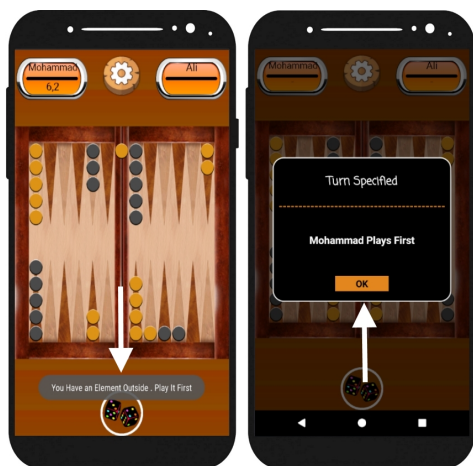 Mohammad
6,2
Ali
You Have an Element Outside . Play It First
Mohammad
Ali
Turn Specified
Mohammad Plays First
OK